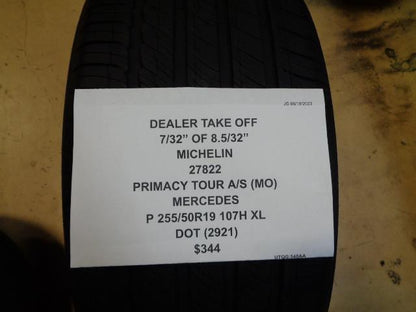 DEALER TAKE OFF
7/32" OF 8.5/32"
MICHELIN
27822
PRIMACY TOUR A/S (MO)
MERCEDES
P 255/50R19 107H XL
DOT (2921)
$344